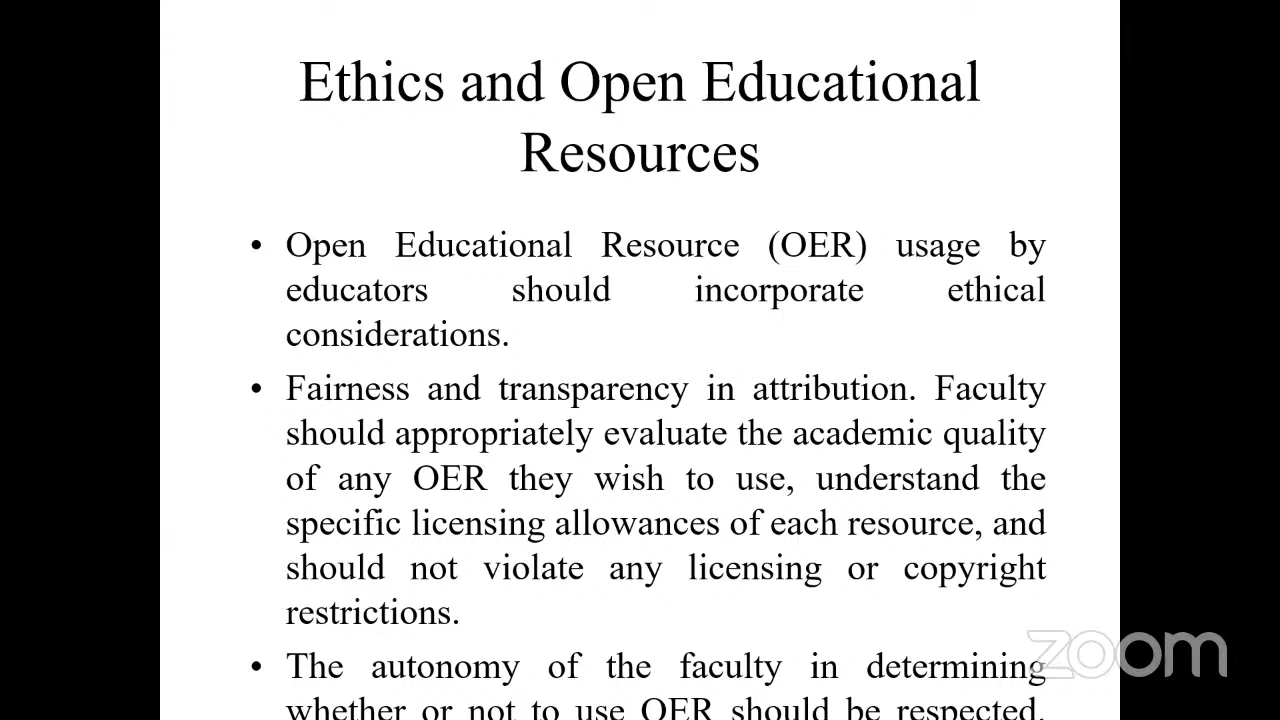 Ethics and Open Educational
Resources
• Open Educational Resource (OER) usage by
educators should incorporate ethical
considerations.
• Fairness and transparency in attribution. Faculty
should appropriately evaluate the academic quality
of any OER they wish to use, understand the
specific licensing allowances of each resource, and
should not violate any licensing or copyright
restrictions.
• The autonomy of the faculty in determining
whether or not to use OER should be respected.
zoom